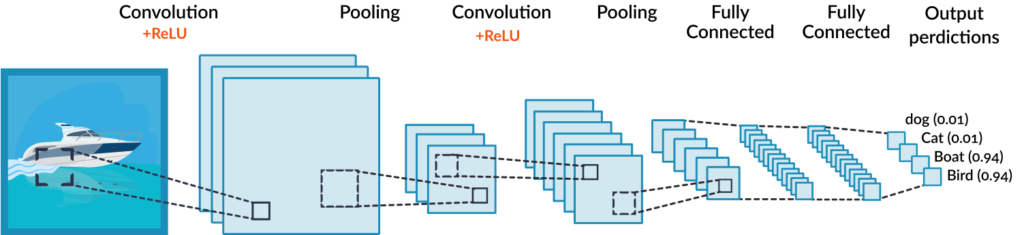 Convolution
+ReLU
Pooling
Convolution
+ReLU
Pooling
Fully
Connected
Fully
Connected
Output
perdictions
dog (0.01)
Cat (0.01)
Boat (0.94)
Bird (0.94)